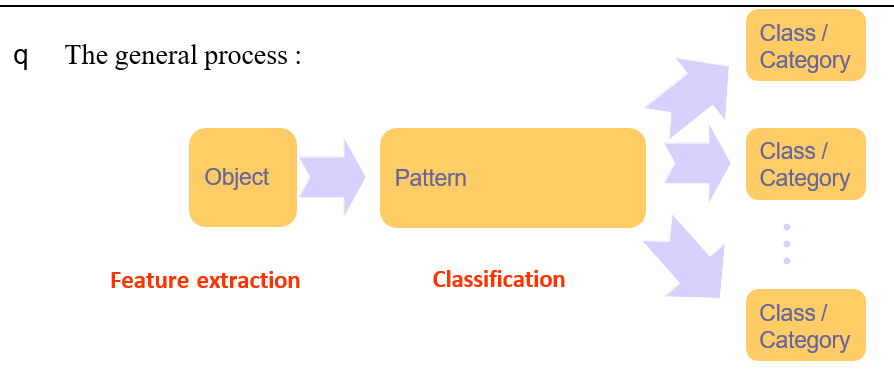 q The general process :
Class /
Category
Object
Pattern
Class /
Category
Feature extraction
Classification
Class /
Category